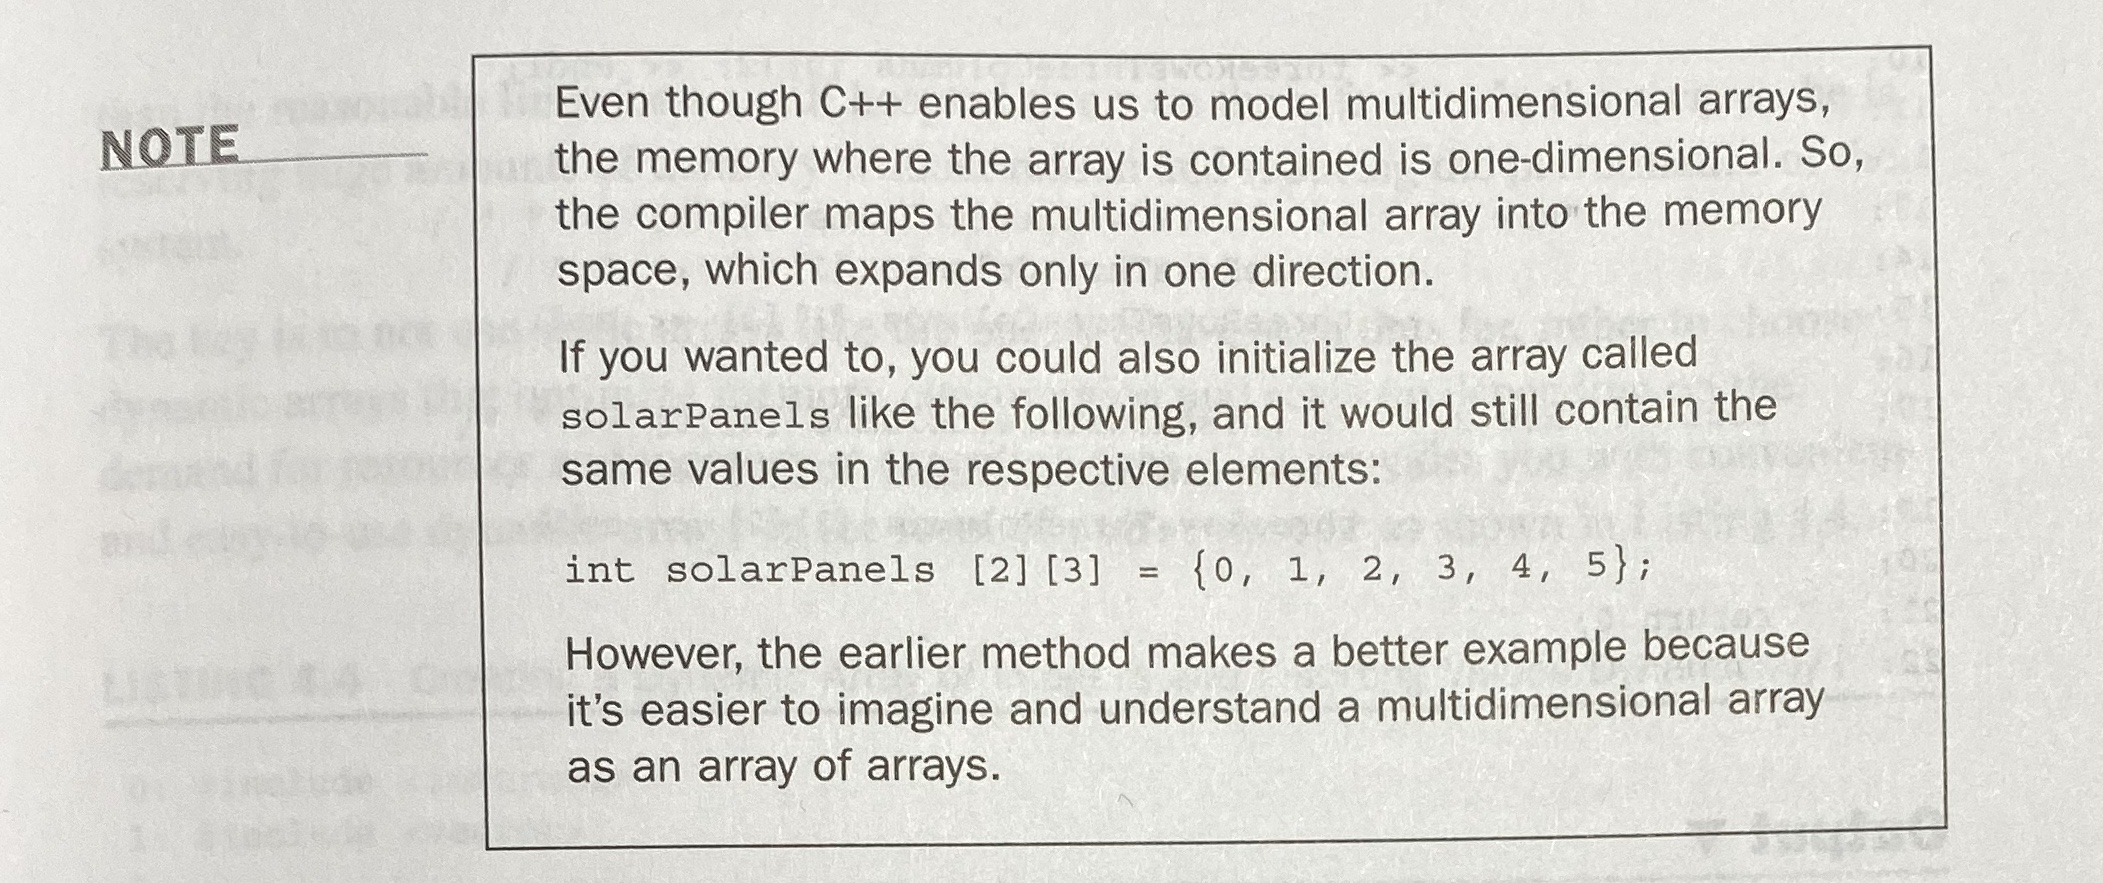 NOTE
Even though C++ enables us to model multidimensional arrays,
the memory where the array is contained is one-dimensional. So,
the compiler maps the multidimensional array into the memory
space, which expands only in one direction.
If you wanted to, you could also initialize the array called
solarPanels like the following, and it would still contain the
same values in the respective elements:
int solarPanels [2][3] = {0, 1, 2, 3, 4, 5};
However, the earlier method makes a better example because
it's easier to imagine and understand a multidimensional array
as an array of arrays.